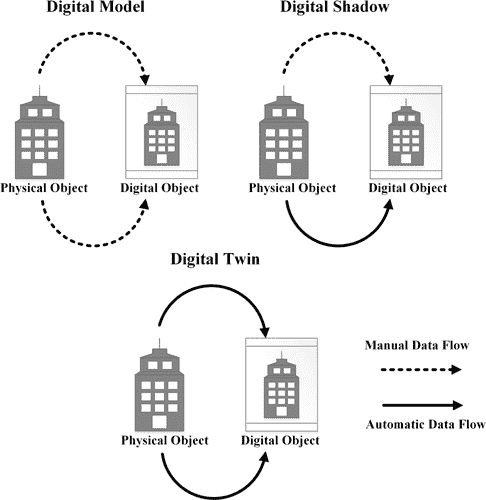 Digital Model
Digital Shadow
Physical Object
Digital Object
Physical Object
Digital Object
Digital Twin
Manual Data Flow
Physical Object
Digital Object
Automatic Data Flow